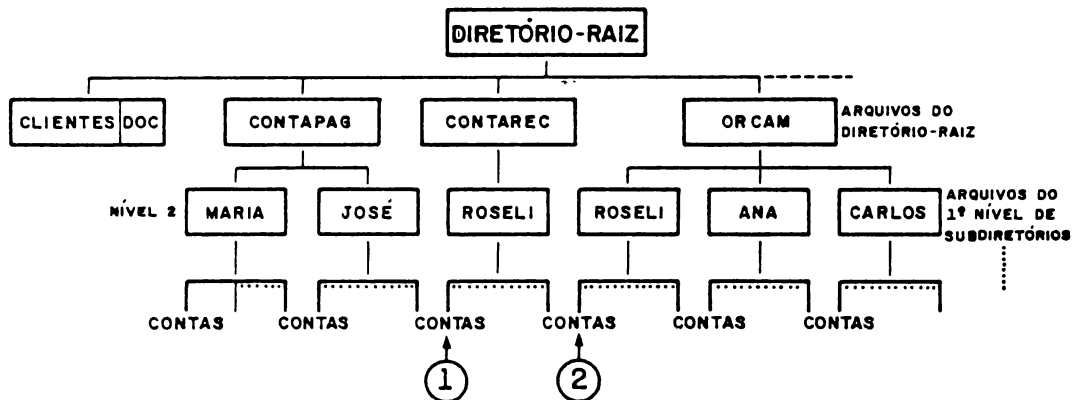 DIRETÓRIO-RAIZ
CLIENTES DOC
CONTAPAG
CONTAREC
ORCAM
ARQUIVOS DO
DIRETÓRIO-RAIZ
NÍVEL 2
MARIA
JOSÉ
ROSELI
ROSELI
ANA
CARLOS
ARQUIVOS DO
1º NÍVEL DE
SUBDIRETÓRIOS
CONTAS
CONTAS
CONTAS
CONTAS
CONTAS
CONTAS
1
2